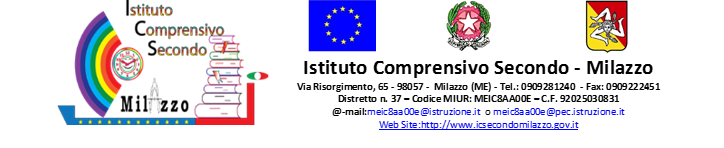 Istituto
Comprensivo
Secondo
Milazzo
Istituto Comprensivo Secondo - Milazzo
Via Risorgimento, 65 - 98057 - Milazzo (ME) - Tel.: 0909281240 - Fax: 0909222451
Distretto n. 37 – Codice MIUR: MEIC8AA00E – C.F. 92025030831
@-mail:meic8aa00e@istruzione.it o meic8aa00e@pec.istruzione.it
Web Site:http://www.icsecondomilazzo.gov.it